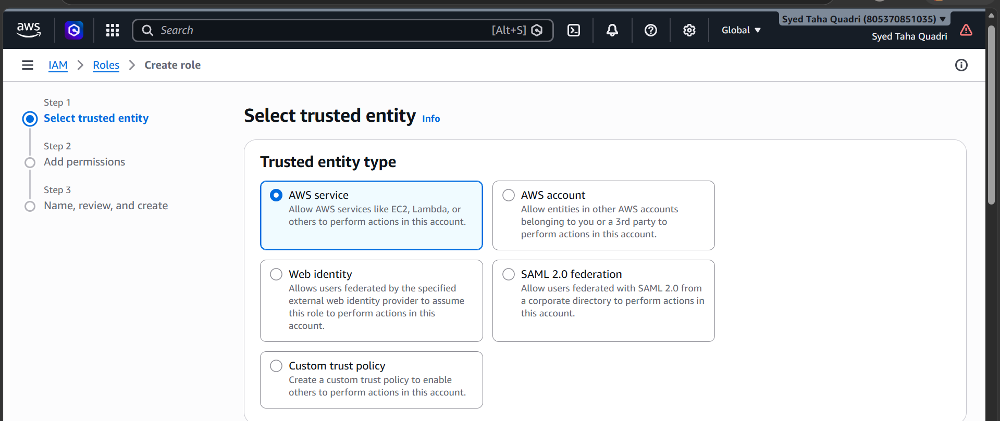 aws
Search
[Alt+S]
Global
Syed Taha Quadri (805370851035)
Syed Taha Quadri
IAM
Roles
Create role
Step 1
Select trusted entity
Step 2
Add permissions
Step 3
Name, review, and create
Select trusted entity Info
Trusted entity type
AWS service
Allow AWS services like EC2, Lambda, or
others to perform actions in this account.
AWS account
Allow entities in other AWS accounts
belonging to you or a 3rd party to
perform actions in this account.
Web identity
Allows users federated by the specified
external web identity provider to assume
this role to perform actions in this
account.
SAML 2.0 federation
Allow users federated with SAML 2.0 from
a corporate directory to perform actions in
this account.
Custom trust policy
Create a custom trust policy to enable
others to perform actions in this account.